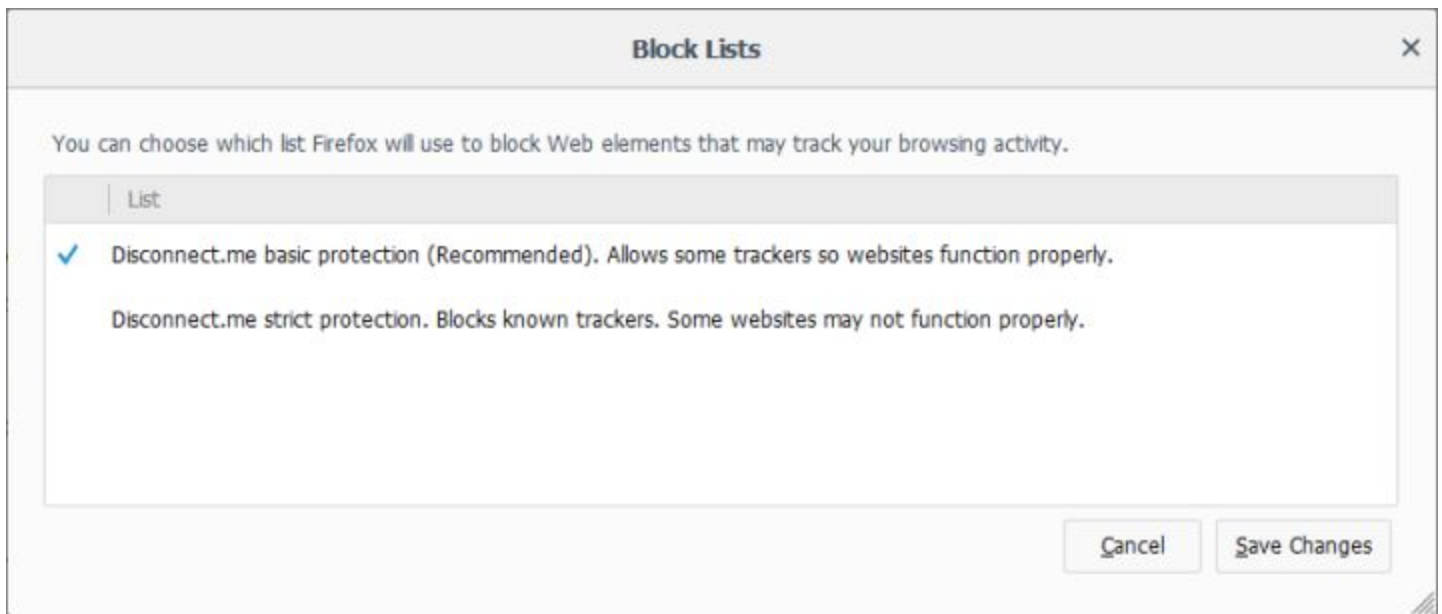 Block Lists
You can choose which list Firefox will use to block Web elements that may track your browsing activity.
List
Disconnect.me basic protection (Recommended). Allows some trackers so websites function properly.
Disconnect.me strict protection. Blocks known trackers. Some websites may not function properly.
Cancel
Save Changes